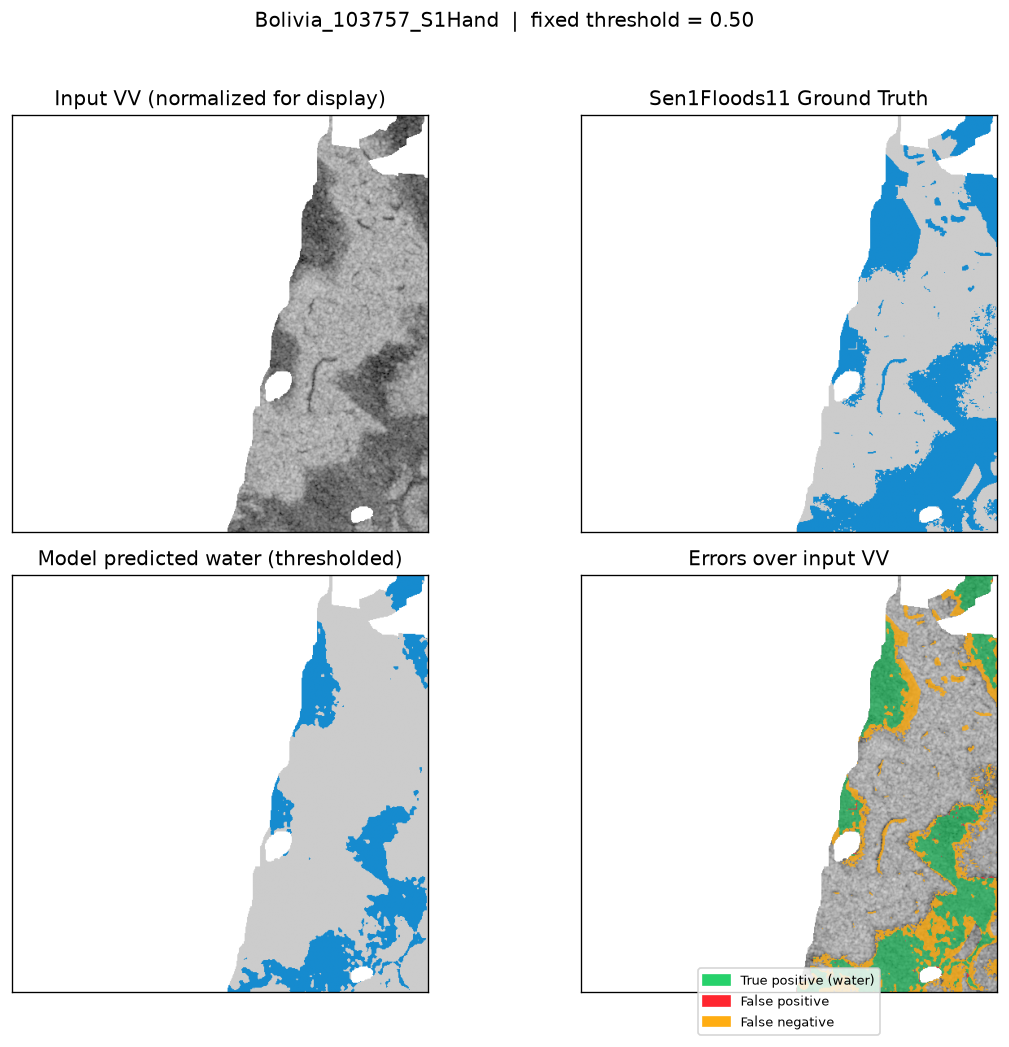 Bolivia_103757_S1Hand | fixed threshold = 0.50
Input VV (normalized for display)
Sen1Floods11 Ground Truth
Model predicted water (thresholded)
Errors over input VV
True positive (water)
False positive
False negative